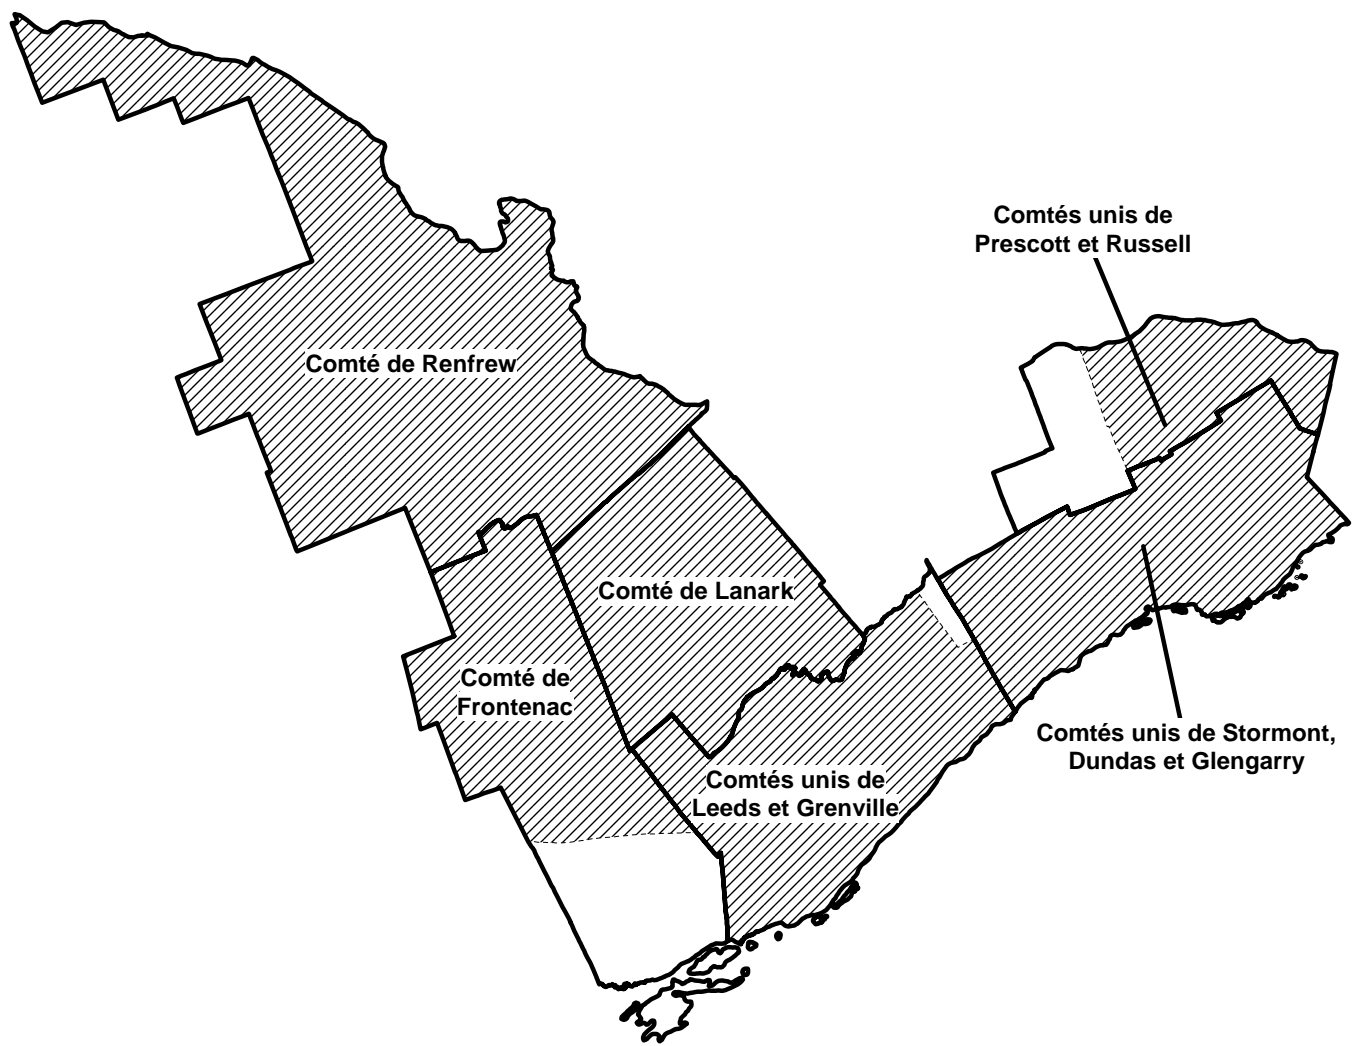 Comtés unis de
Prescott et Russell
Comté de Renfrew
Comté de Lanark
Comté de
Frontenac
Comtés unis de Stormont,
Dundas et Glengarry
Comtés unis de
Leeds et Grenville